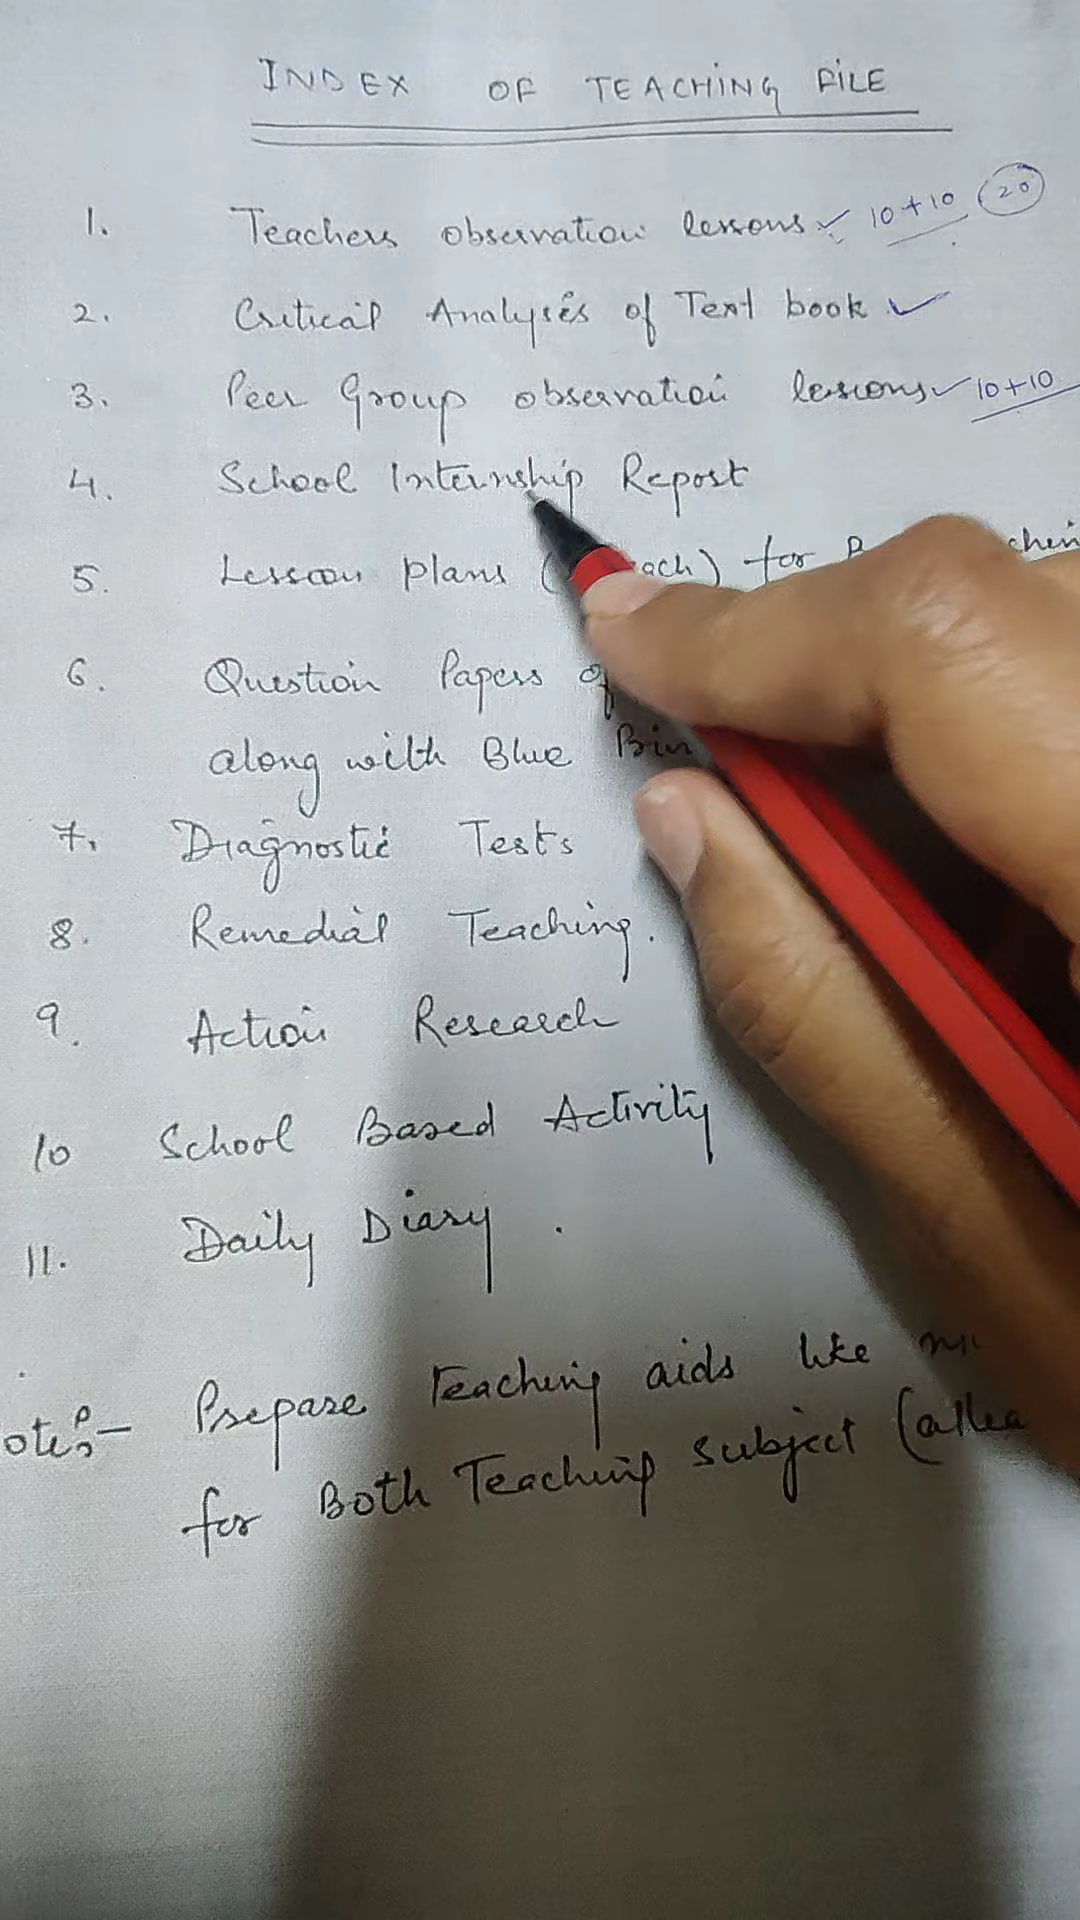 INDEX OF TEACHING FILE
1. Teachers observation lessons ✓ 10+10 20
2. Critical Analysis of Text book ✓
3. Peer Group observation lessons ✓ 10+10
4. School Internship Report
5. Lesson plans ( for
6. Question Papers of
along with Blue
7. Diagnostic Tests
8. Remedial Teaching.
9. Action Research
10 School Based Activity
11. Daily Diary .
Prepare Teaching aids like
for Both Teaching subject (